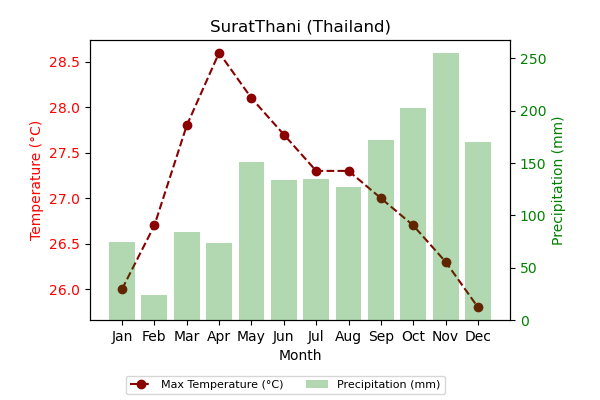 SuratThani (Thailand)
28.5
28.0
27.5
27.0
26.5
26.0
Temperature (°C)
250
200
150
100
50
0
Precipitation (mm)
Jan Feb Mar Apr May Jun Jul Aug Sep Oct Nov Dec
Month
Max Temperature (°C) Precipitation (mm)